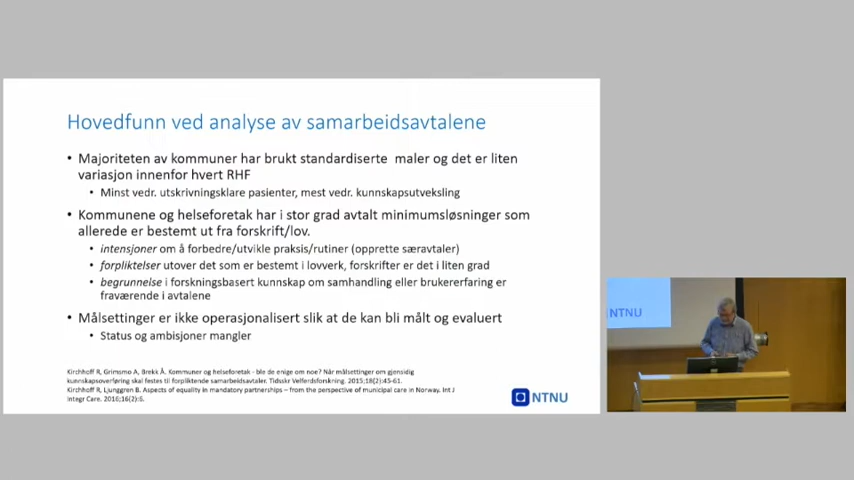 Hovedfunn ved analyse av samarbeidsavtalene
• Majoriteten av kommuner har brukt standardiserte maler og det er liten
variasjon innenfor hvert RHF
• Minst vedr. utskrivningsklare pasienter, mest vedr. kunnskapsutveksling
• Kommunene og helseforetak har i stor grad avtalt minimumsløsninger som
allerede er bestemt ut fra forskrift/lov.
• intensjoner om å forbedre/utvikle praksis/rutiner (opprette særavtaler)
• forpliktelser utover det som er bestemt i lovverk, forskrifter er det i liten grad
• begrunnelse i forskningsbasert kunnskap om samhandling eller brukererfaring er
fraværende i avtalene
• Målsettinger er ikke operasjonalisert slik at de kan bli målt og evaluert
• Status og ambisjoner mangler
Kirchhoff R, Grimsmo A, Brekk Å. Kommuner og helseforetak - ble de enige om noe? Når målsettingen om gjensidig
kunnskapsoverføring skal festes til forpliktende samarbeidsavtaler. Tidsskr Velferdsforskning. 2015;18(2):45-61.
Kirchhoff R, Ljunggren B. Aspects of equality in mandatory partnerships – from the perspective of municipal care in Norway. Int J
Integr Care. 2016;16(2):6.
NTNU
NTNU